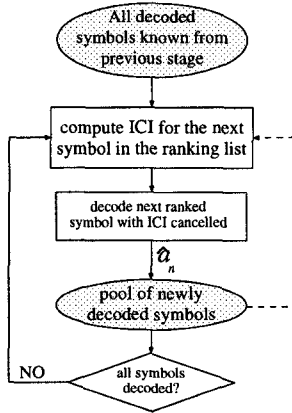 All decoded
symbols known from
previous stage
compute ICI for the next
symbol in the ranking list
decode next ranked
symbol with ICI cancelled
â_n
pool of newly
decoded symbols
NO
all symbols
decoded?